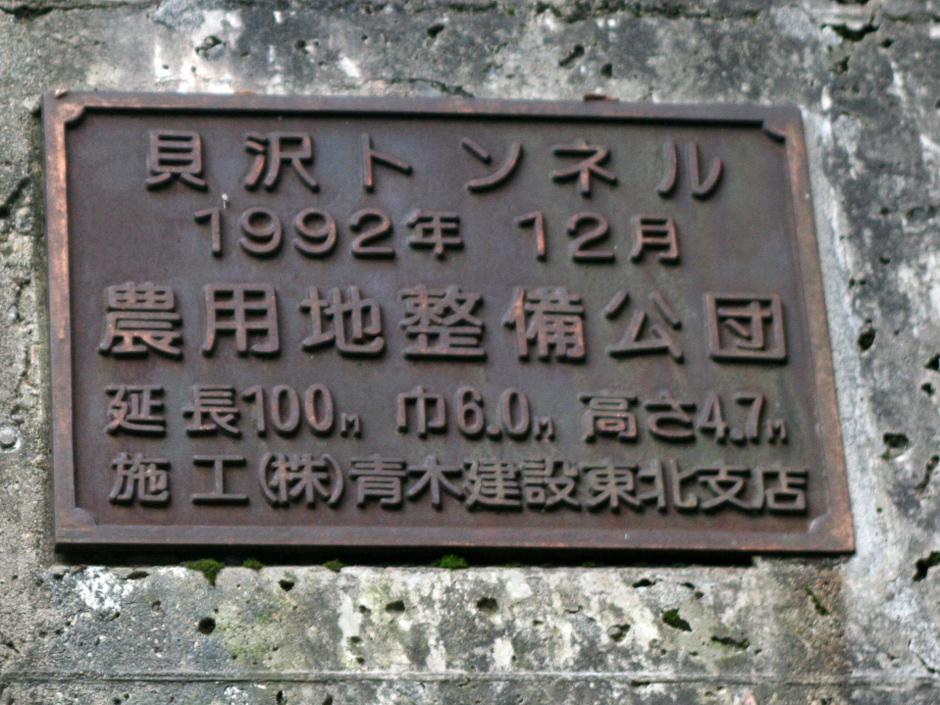 貝沢トンネル
1992年 12月
農用地整備公団
延長100M 巾6.0M 高さ4.7M
施工(株)青木建設東北支店